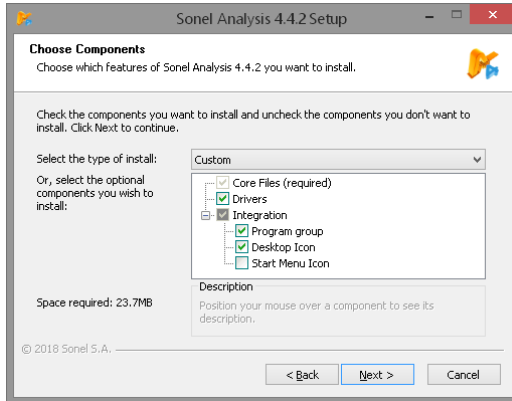 Sonel Analysis 4.4.2 Setup
Choose Components
Choose which features of Sonel Analysis 4.4.2 you want to install.
Check the components you want to install and uncheck the components you don't want to
install. Click Next to continue.
Select the type of install:
Custom
Or, select the optional
components you wish to
install:
Core Files (required)
Drivers
Integration
Program group
Desktop Icon
Start Menu Icon
Space required: 23.7MB
Description
Position your mouse over a component to see its
description.
© 2018 Sonel S.A.
< Back
Next >
Cancel